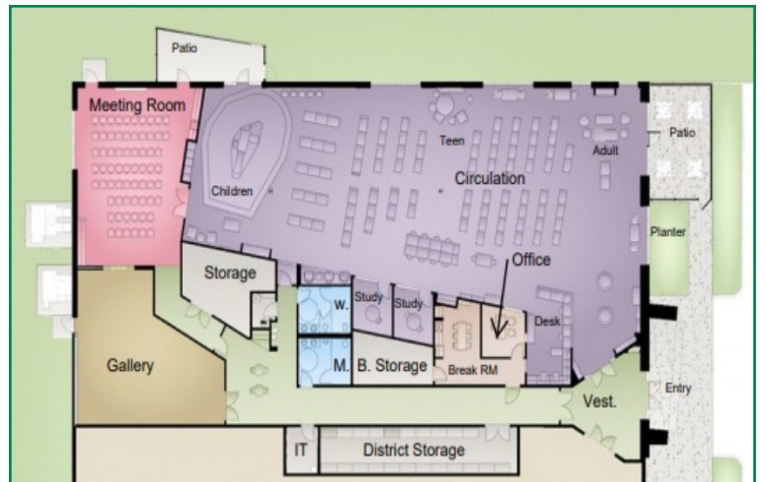 Patio
Meeting Room
Teen
Adult
Patio
Children
Circulation
Planter
Office
Storage
W.
Study
Study
Desk
Gallery
M.
B. Storage
Break RM
Vest.
Entry
IT
District Storage